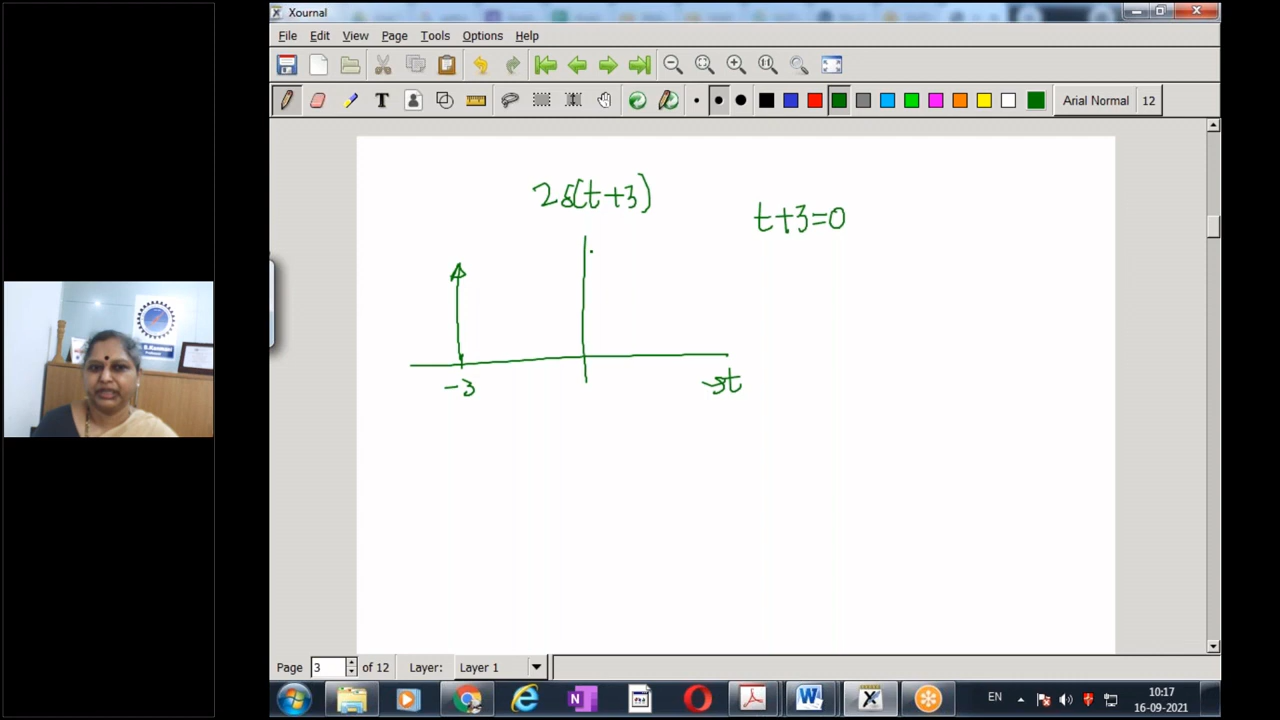 Xournal
File Edit View Page Tools Options Help
T
Arial Normal 12
2δ(t+3)
t+3=0
-3
→t
Page 3 of 12 Layer: Layer 1
EN
10:17
16-09-2021